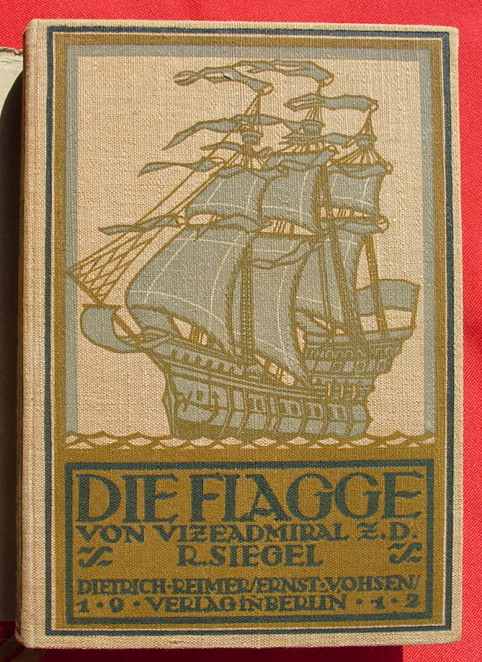 DIE FLAGGE
VON VIZEADMIRAL Z.D.
R. SIEGEL
DIETRICH·REIMER/ERNST·VOHSEN/
1·9·VERLAG IN BERLIN·1·2